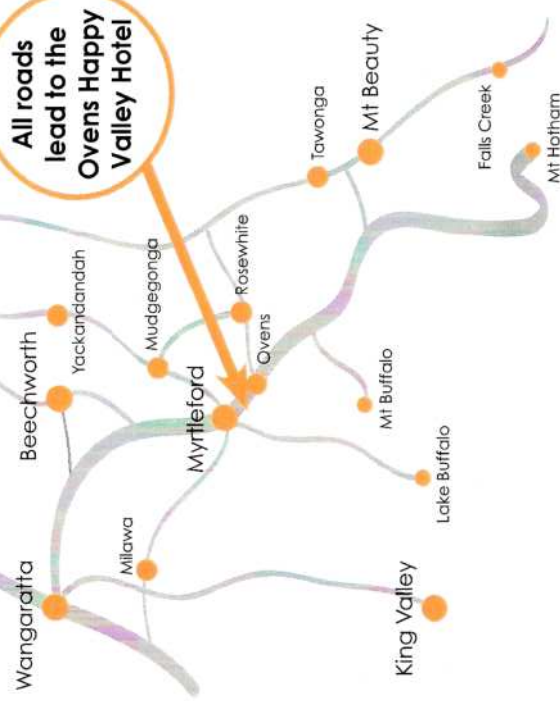 All roads
lead to the
Ovens Happy
Valley Hotel
Beechworth
Yackandandah
Wangaratta
Mudgegonga
Tawonga
Mt Beauty
Milawa
Myrtleford
Rosewhite
Ovens
Falls Creek
Mt Hotham
Mt Buffalo
Lake Buffalo
King Valley